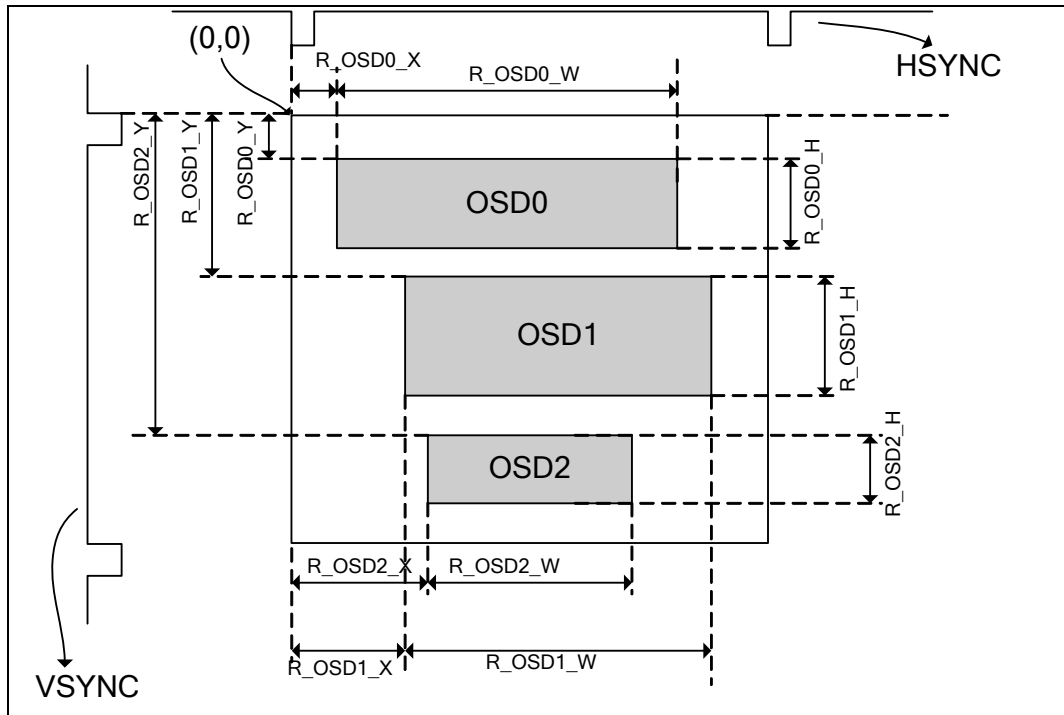 (0,0)
HSYNC
R_OSD0_X
R_OSD0_W
R_OSD2_Y
R_OSD1_Y
R_OSD0_Y
OSD0
R_OSD0_H
OSD1
R_OSD1_H
OSD2
R_OSD2_H
R_OSD2_X
R_OSD2_W
R_OSD1_X
R_OSD1_W
VSYNC